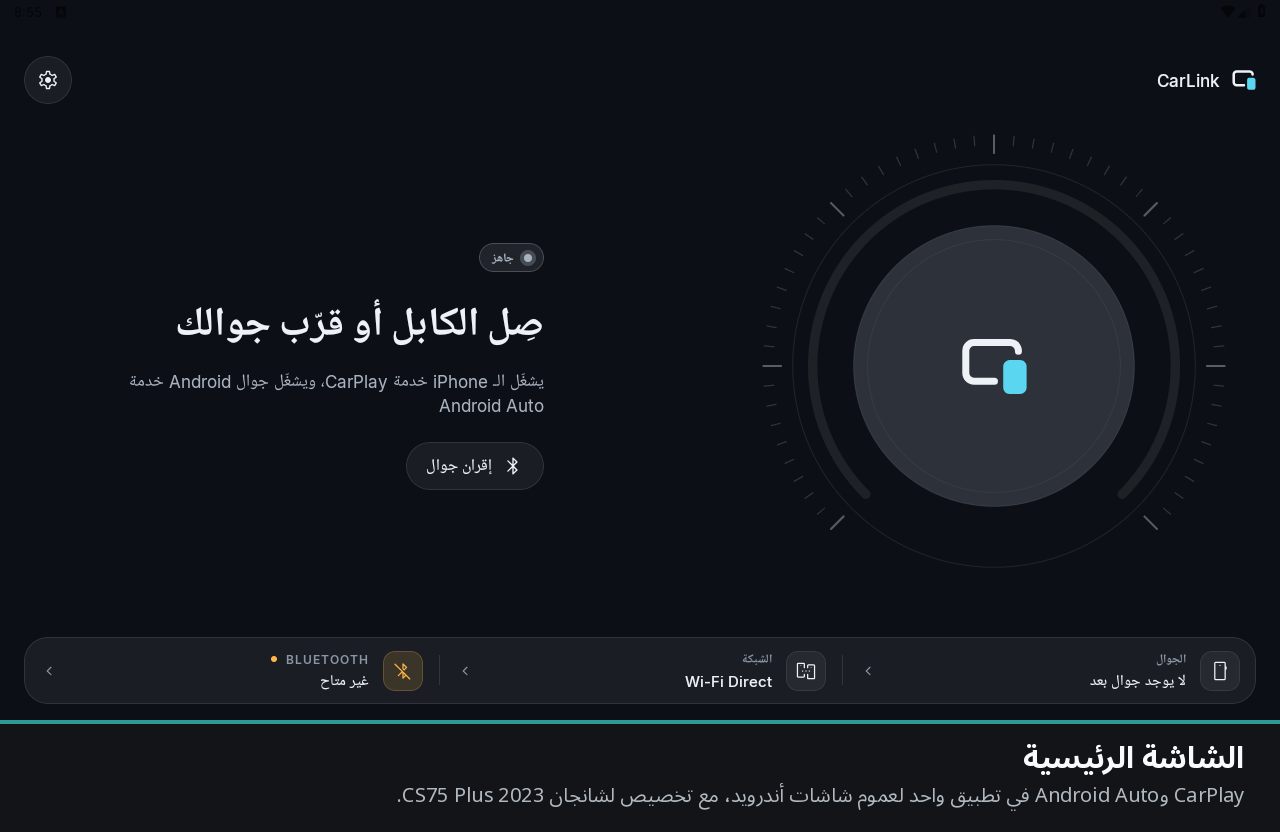 8:55
CarLink
جاهز
صِل الكابل أو قرّب جوالك
يشغّل الـ iPhone خدمة CarPlay، ويشغّل جوال Android خدمة
Android Auto
إقران جوال
الجوال
لا يوجد جوال بعد
الشبكة
Wi-Fi Direct
BLUETOOTH
غير متاح
الشاشة الرئيسية
CarPlay وAndroid Auto في تطبيق واحد لعموم شاشات أندرويد، مع تخصيص لشانجان CS75 Plus 2023.